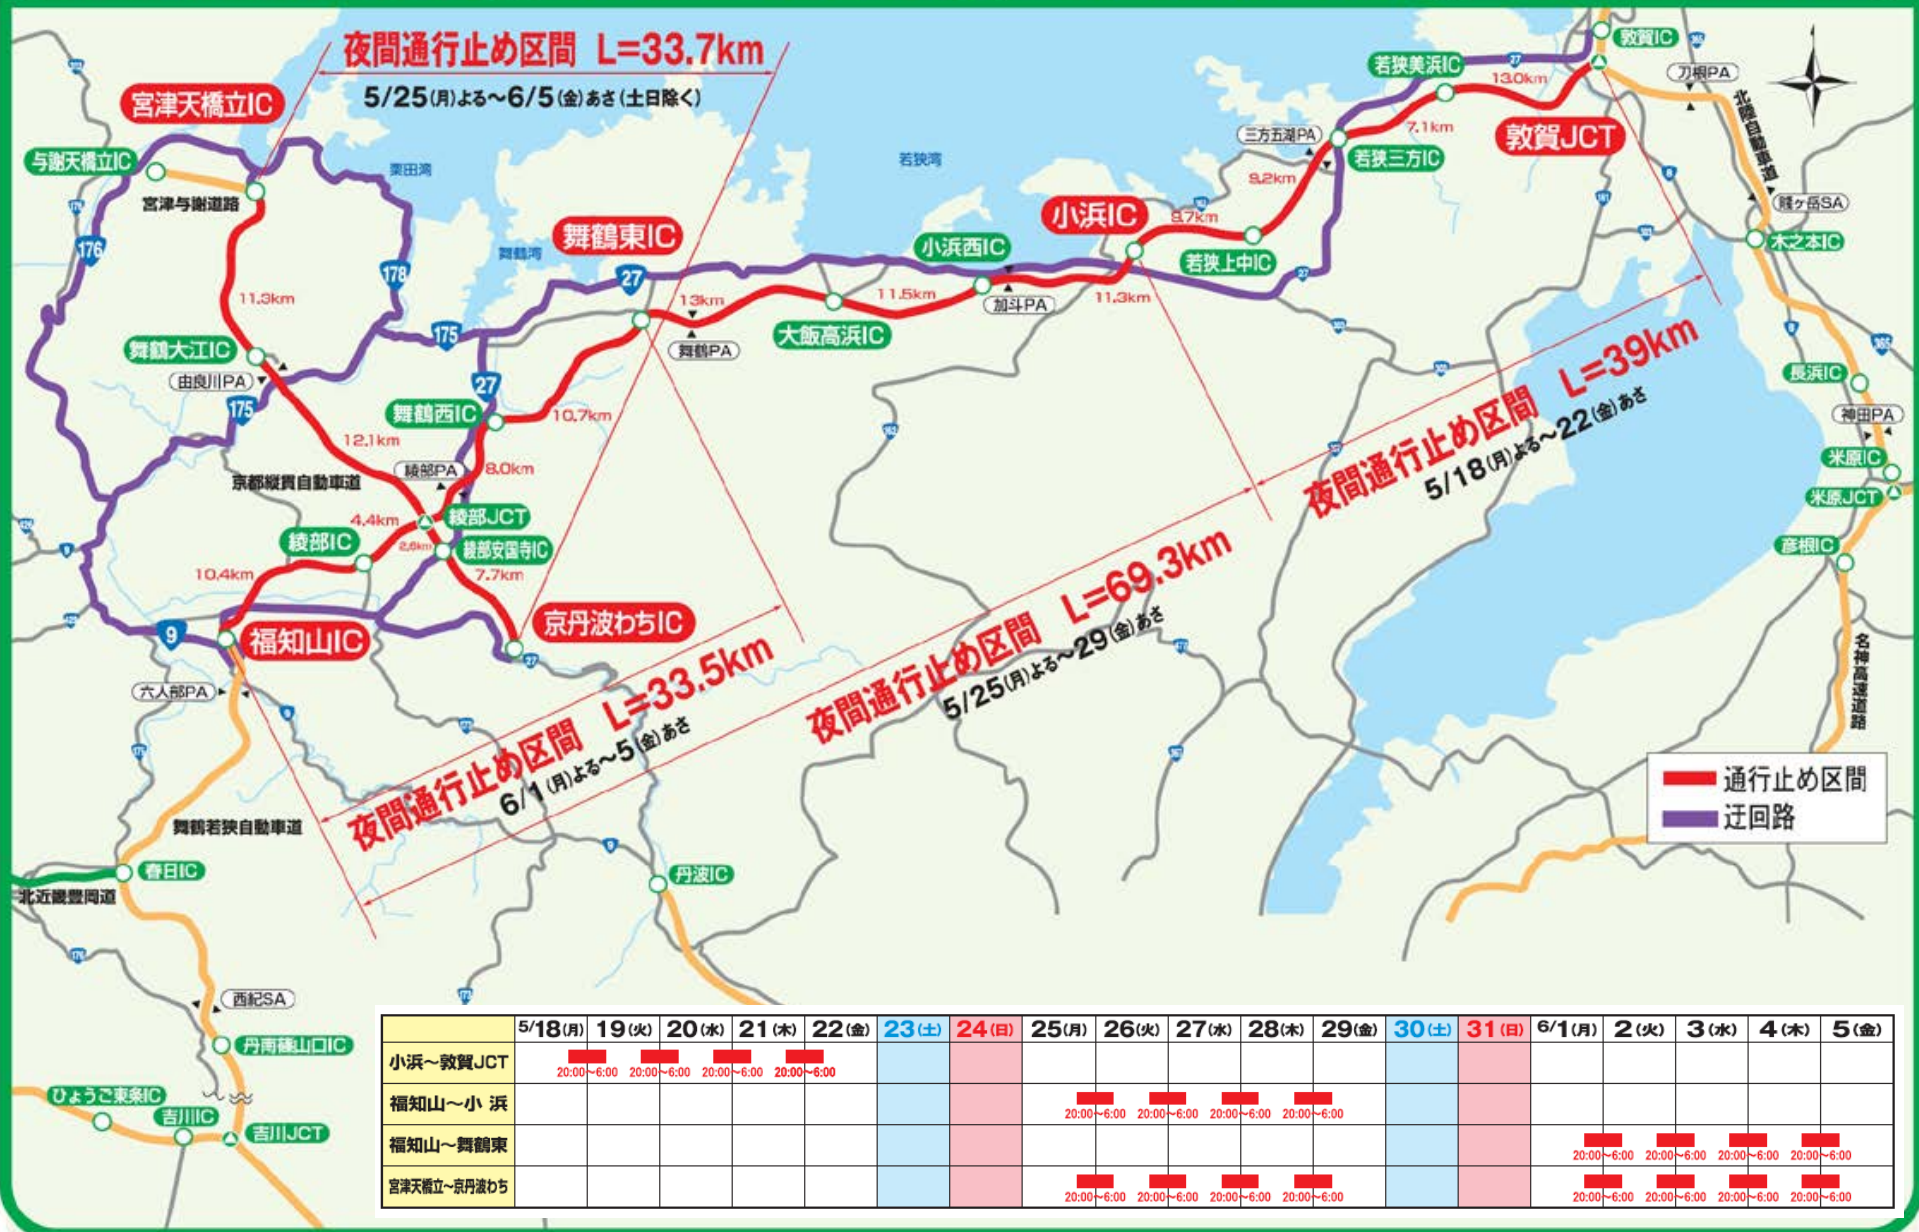 夜間通行止め区間 L=33.7km
5/25(月)よる～6/5(金)あさ(土日除く)
宮津天橋立IC
与謝天橋立IC
宮津与謝道路
栗田湾
若狭湾
舞鶴湾
176
178
175
27
11.3km
舞鶴大江IC
由良川PA
175
12.1km
京都縦貫自動車道
舞鶴東IC
27
舞鶴西IC
10.7km
綾部PA
8.0km
綾部JCT
4.4km
綾部IC
2.6km
綾部安国寺IC
7.7km
10.4km
京丹波わちIC
27
9
福知山IC
六人部PA
13km
舞鶴PA
大飯高浜IC
11.5km
小浜西IC
加斗PA
11.3km
小浜IC
9.7km
若狭上中IC
27
9.2km
三方五湖PA
若狭三方IC
7.1km
若狭美浜IC
27
13.0km
敦賀JCT
敦賀IC
365
刀根PA
北陸自動車道
賤ヶ岳SA
木之本IC
8
161
303
365
長浜IC
神田PA
米原IC
米原JCT
彦根IC
名神高速道路
夜間通行止め区間 L=39km
5/18(月)よる～22(金)あさ
夜間通行止め区間 L=69.3km
5/25(月)よる～29(金)あさ
夜間通行止め区間 L=33.5km
6/1(月)よる～5(金)あさ
通行止め区間
迂回路
舞鶴若狭自動車道
春日IC
北近畿豊岡道
丹波IC
9
西紀SA
丹南篠山口IC
ひょうご東条IC
吉川IC
吉川JCT
5/18(月) 19(火) 20(水) 21(木) 22(金) 23(土) 24(日) 25(月) 26(火) 27(水) 28(木) 29(金) 30(土) 31(日) 6/1(月) 2(火) 3(水) 4(木) 5(金)
小浜～敦賀JCT 20:00～6:00 20:00～6:00 20:00～6:00 20:00～6:00
福知山～小浜 20:00～6:00 20:00～6:00 20:00～6:00 20:00～6:00
福知山～舞鶴東 20:00～6:00 20:00～6:00 20:00～6:00 20:00～6:00
宮津天橋立～京丹波わち 20:00～6:00 20:00～6:00 20:00～6:00 20:00～6:00 20:00～6:00 20:00～6:00 20:00～6:00 20:00～6:00